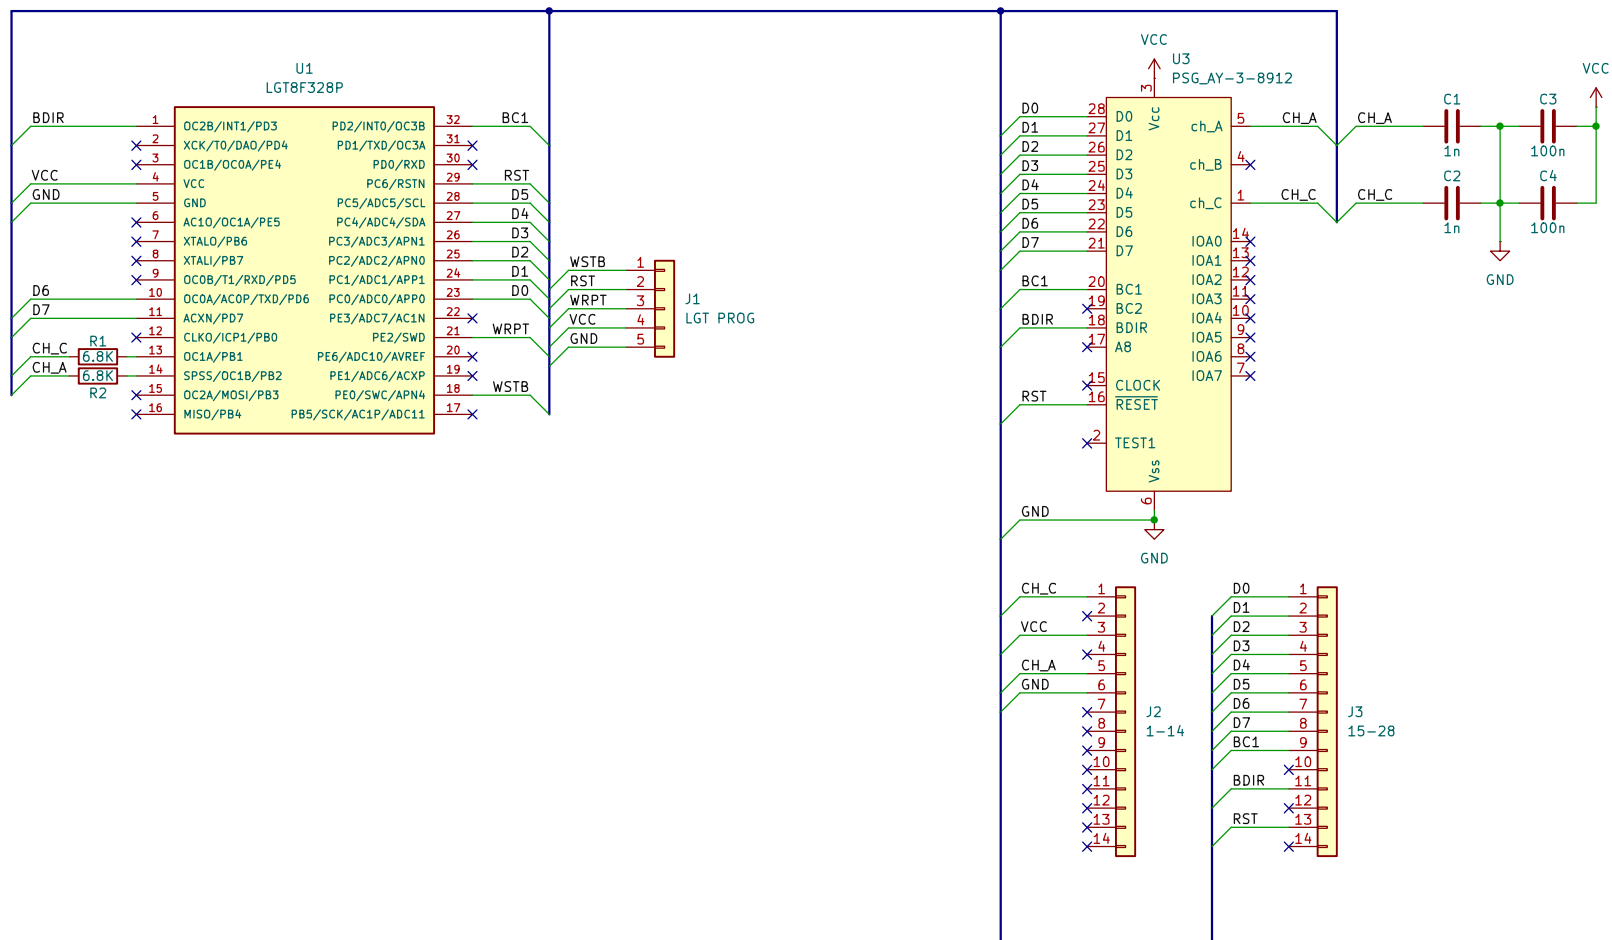 U1
LGT8F328P
BDIR 1 OC2B/INT1/PD3 PD2/INT0/OC3B 32 BC1
2 XCK/T0/DAO/PD4 PD1/TXD/OC3A 31
3 OC1B/OC0A/PE4 PD0/RXD 30
VCC 4 VCC PC6/RSTN 29 RST
GND 5 GND PC5/ADC5/SCL 28 D5
6 AC1O/OC1A/PE5 PC4/ADC4/SDA 27 D4
7 XTALO/PB6 PC3/ADC3/APN1 26 D3
8 XTALI/PB7 PC2/ADC2/APN0 25 D2
9 OC0B/T1/RXD/PD5 PC1/ADC1/APP1 24 D1
D6 10 OC0A/AC0P/TXD/PD6 PC0/ADC0/APP0 23 D0
D7 11 ACXN/PD7 PE3/ADC7/AC1N 22
12 CLKO/ICP1/PB0 PE2/SWD 21 WRPT
R1
CH_C 6.8K 13 OC1A/PB1 PE6/ADC10/AVREF 20
CH_A 6.8K 14 SPSS/OC1B/PB2 PE1/ADC6/ACXP 19
R2
15 OC2A/MOSI/PB3 PE0/SWC/APN4 18 WSTB
16 MISO/PB4 PB5/SCK/AC1P/ADC11 17
WSTB 1
RST 2
WRPT 3
VCC 4
GND 5
J1
LGT PROG
VCC
U3
PSG_AY-3-8912
3 Vcc
D0 28 D0
D1 27 D1
D2 26 D2
D3 25 D3
D4 24 D4
D5 23 D5
D6 22 D6
D7 21 D7
BC1 20 BC1
19 BC2
BDIR 18 BDIR
17 A8
15 CLOCK
RST 16 RESET
2 TEST1
Vss 6
ch_A 5 CH_A
ch_B 4
ch_C 1 CH_C
IOA0 14
IOA1 13
IOA2 12
IOA3 11
IOA4 10
IOA5 9
IOA6 8
IOA7 7
GND
GND
CH_A C1 1n
C3 100n
CH_C C2 1n
C4 100n
VCC
GND
CH_C 1
2
VCC 3
4
CH_A 5
GND 6
7
8
9
10
11
12
13
14
J2
1-14
D0 1
D1 2
D2 3
D3 4
D4 5
D5 6
D6 7
D7 8
BC1 9
10
BDIR 11
12
RST 13
14
J3
15-28